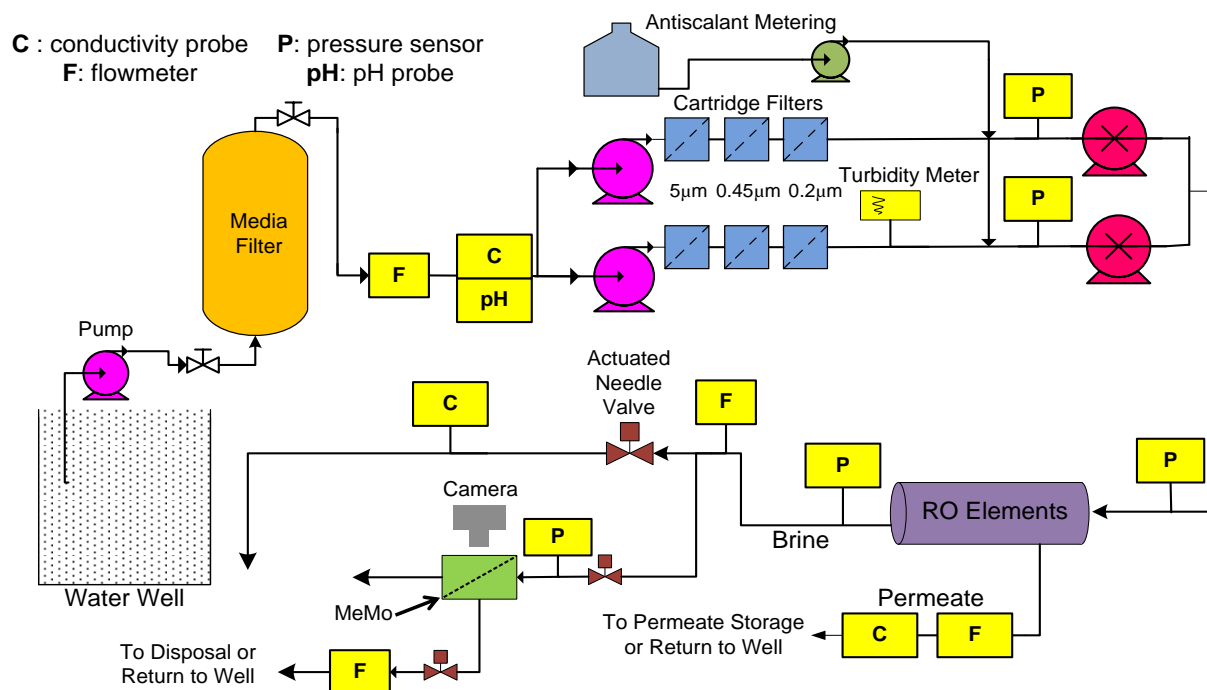 Antiscalant Metering
C : conductivity probe P: pressure sensor
F: flowmeter pH: pH probe
P
Cartridge Filters
Media
Filter
5μm 0.45μm 0.2μm
Turbidity Meter
P
F
C
pH
Pump
Actuated
Needle
Valve
C
F
P
P
Camera
RO Elements
P
Brine
Water Well
MeMo
Permeate
To Permeate Storage
or Return to Well
C
F
To Disposal or
Return to Well
F